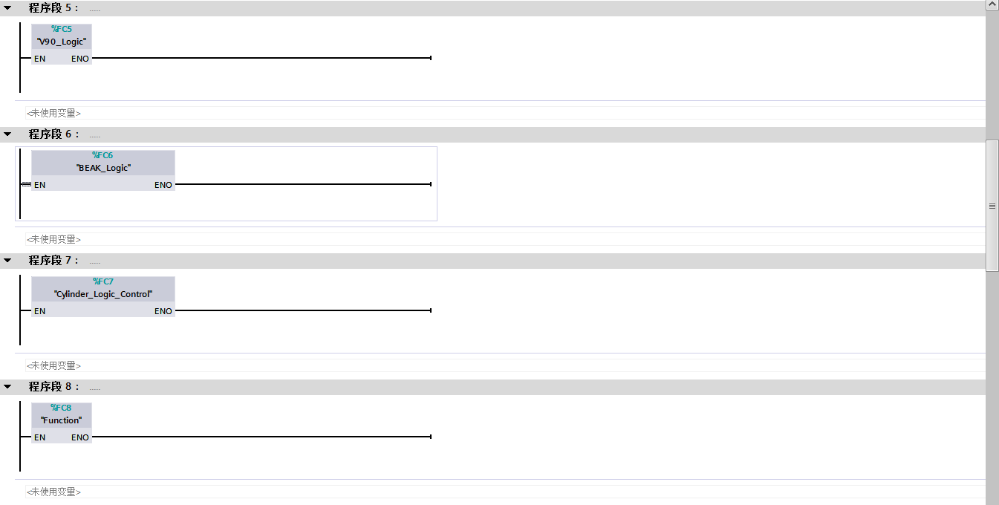 程序段 5： .....
%FC5
"V90_Logic"
EN ENO
<未使用变量>
程序段 6： .....
%FC6
"BEAK_Logic"
EN ENO
<未使用变量>
程序段 7： .....
%FC7
"Cylinder_Logic_Control"
EN ENO
<未使用变量>
程序段 8： .....
%FC8
"Function"
EN ENO
<未使用变量>